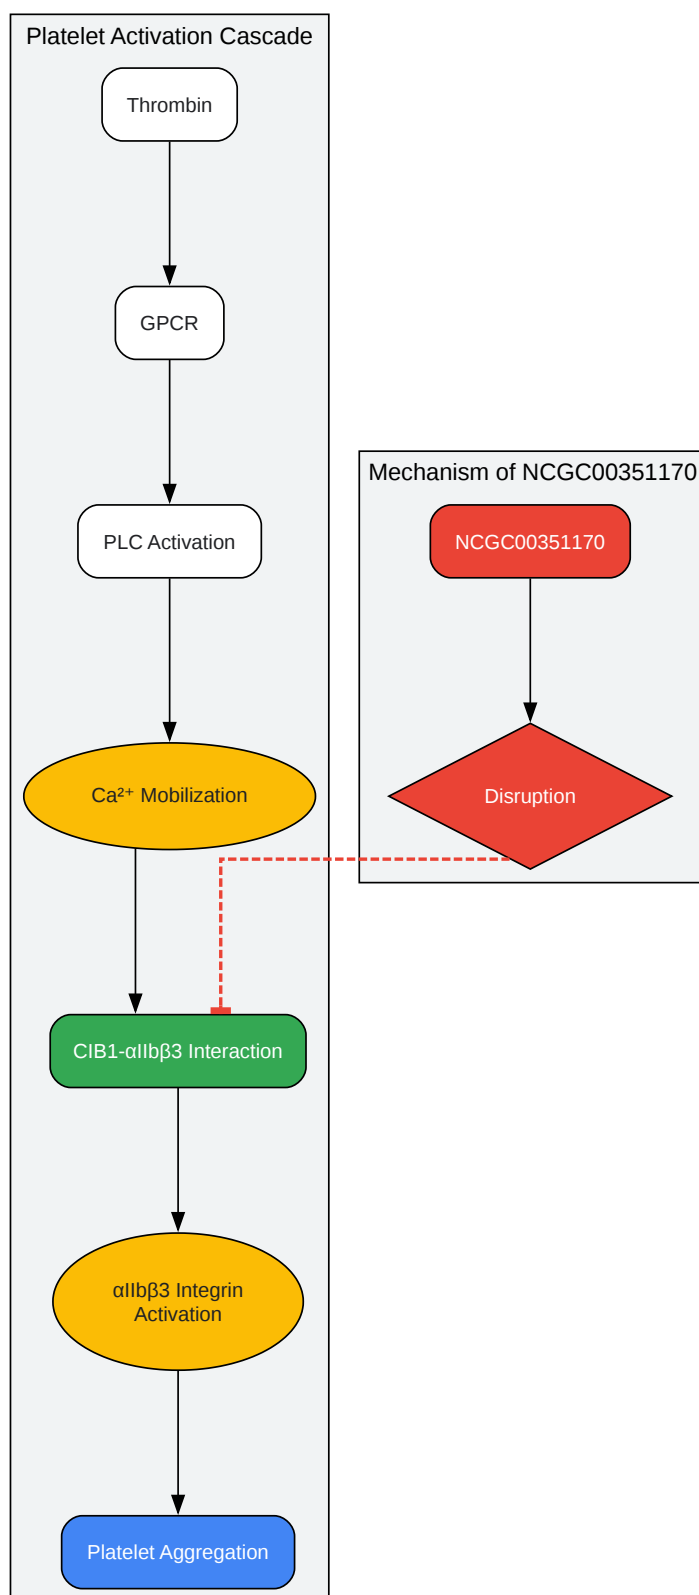 Platelet Activation Cascade
Thrombin
GPCR
PLC Activation
Ca²⁺ Mobilization
CIB1-αIIbβ3 Interaction
αIIbβ3 Integrin
Activation
Platelet Aggregation
Mechanism of NCGC00351170
NCGC00351170
Disruption